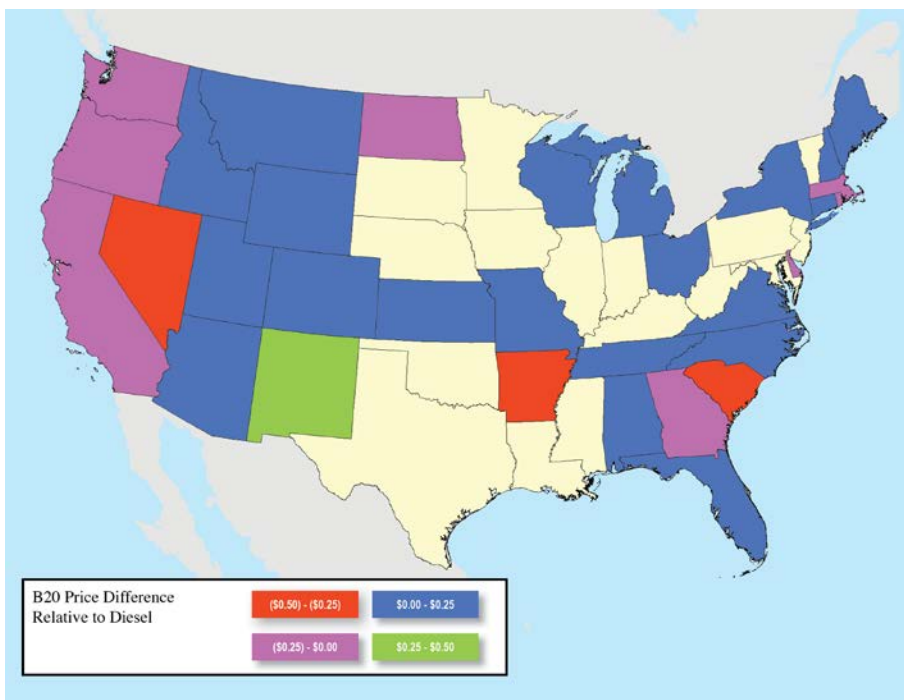 B20 Price Difference
Relative to Diesel
($0.50) - ($0.25)
$0.00 - $0.25
($0.25) - $0.00
$0.25 - $0.50